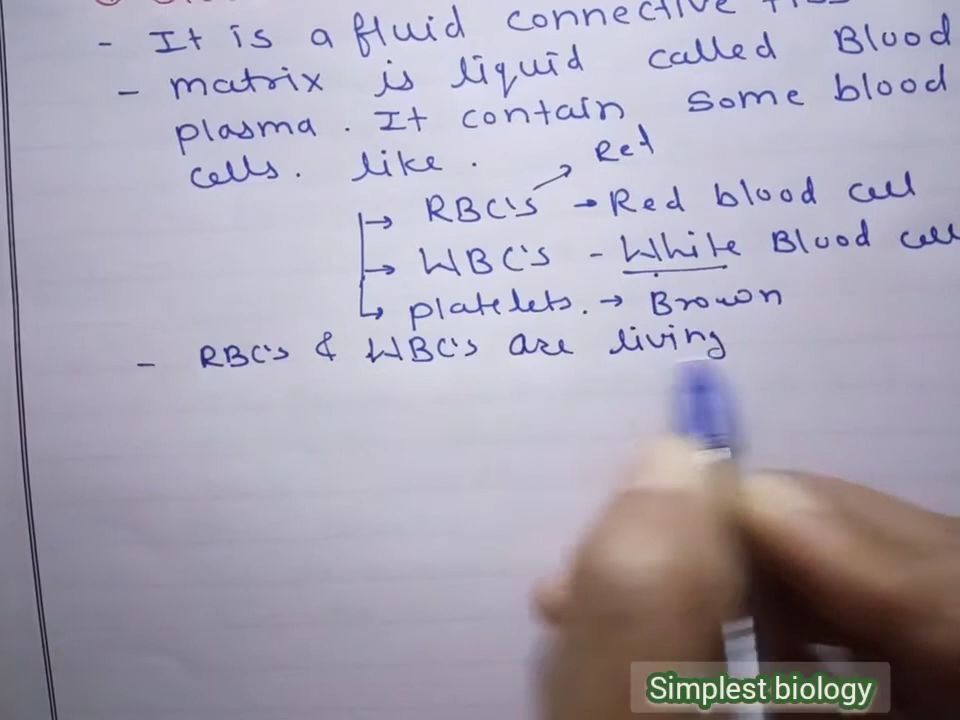 - It is a fluid connective
- matrix is liquid called Blood
plasma. It contain some blood
cells. like.
Red
→ RBC's → Red blood cell
→ WBC's - White Blood cell
→ platelets. → Brown
- RBC's & WBC's are living
Simplest biology